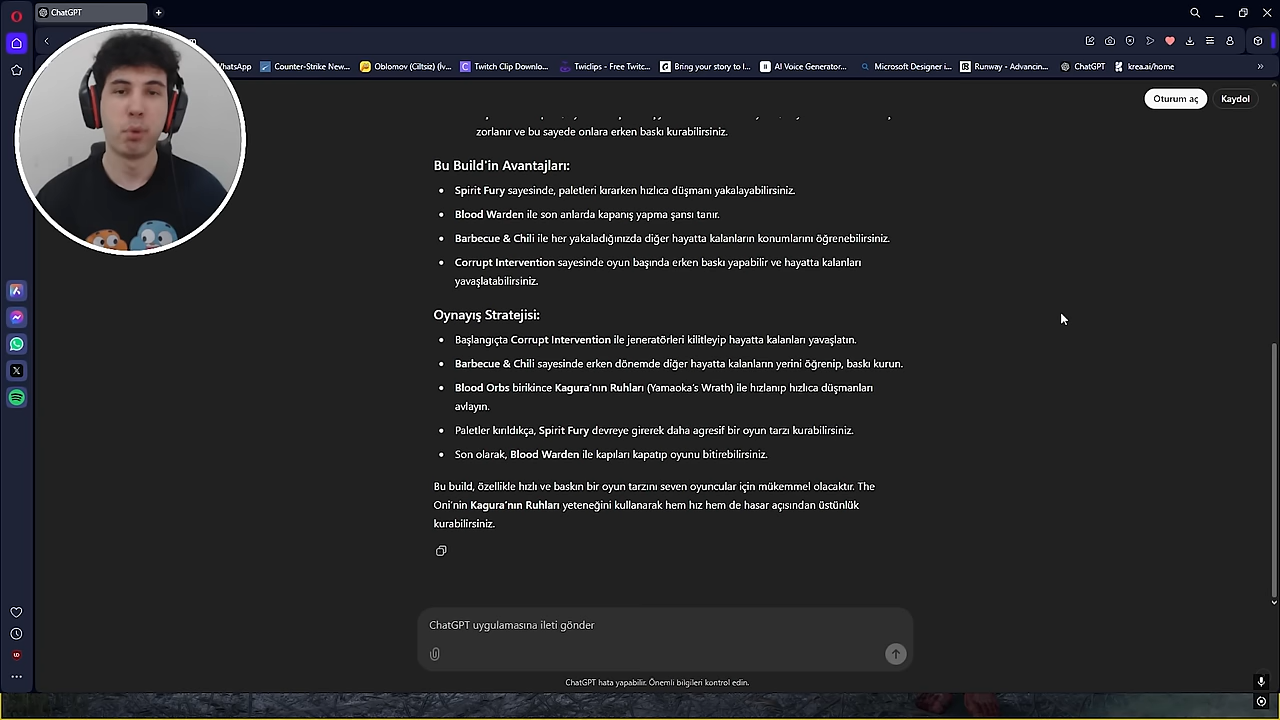 ChatGPT
WhatsApp
Counter-Strike New...
Oblomov (Ciltsiz) (İv...
Twitch Clip Downlo...
Twiclips - Free Twitc...
Bring your story to l...
AI Voice Generator...
Microsoft Designer i...
Runway - Advancin...
ChatGPT
krea.ai/home
Oturum aç
Kaydol
zorlanır ve bu sayede onlara erken baskı kurabilirsiniz.
Bu Build'in Avantajları:
Spirit Fury sayesinde, paletleri kırarken hızlıca düşmanı yakalayabilirsiniz.
Blood Warden ile son anlarda kapanış yapma şansı tanır.
Barbecue & Chili ile her yakaladığınızda diğer hayatta kalanların konumlarını öğrenebilirsiniz.
Corrupt Intervention sayesinde oyun başında erken baskı yapabilir ve hayatta kalanları
yavaşlatabilirsiniz.
Oynayış Stratejisi:
Başlangıçta Corrupt Intervention ile jeneratörleri kilitleyip hayatta kalanları yavaşlatın.
Barbecue & Chili sayesinde erken dönemde diğer hayatta kalanların yerini öğrenip, baskı kurun.
Blood Orbs birikince Kagura'nın Ruhları (Yamaoka's Wrath) ile hızlanıp hızlıca düşmanları
avlayın.
Paletler kırıldıkça, Spirit Fury devreye girerek daha agresif bir oyun tarzı kurabilirsiniz.
Son olarak, Blood Warden ile kapıları kapatıp oyunu bitirebilirsiniz.
Bu build, özellikle hızlı ve baskın bir oyun tarzını seven oyuncular için mükemmel olacaktır. The
Oni'nin Kagura'nın Ruhları yeteneğini kullanarak hem hız hem de hasar açısından üstünlük
kurabilirsiniz.
ChatGPT uygulamasına ileti gönder
ChatGPT hata yapabilir. Önemli bilgileri kontrol edin.